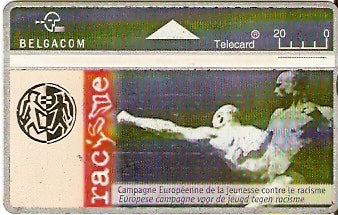 BELGACOM
Telecard ® 20 0
racisme
Campagne Européenne de la jeunesse contre le racisme
Europese campagne voor de jeugd tegen racisme